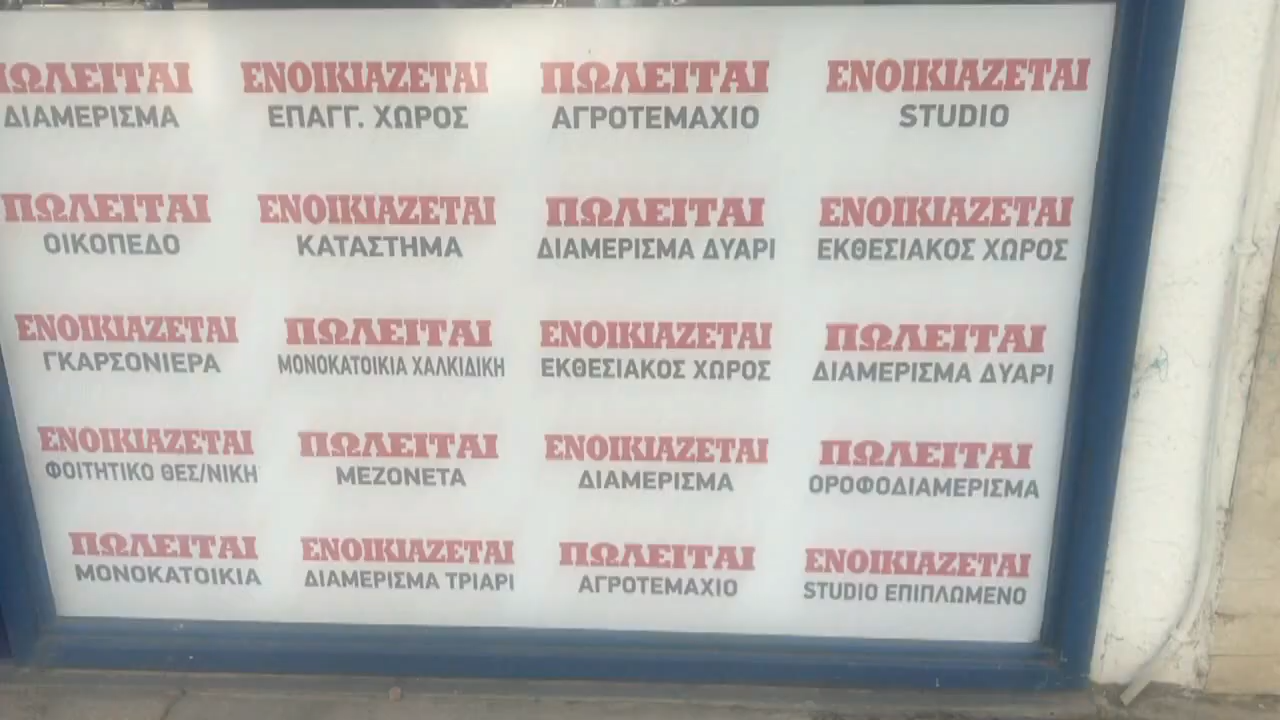 ΠΩΛΕΙΤΑΙ ΕΝΟΙΚΙΑΖΕΤΑΙ ΠΩΛΕΙΤΑΙ ΕΝΟΙΚΙΑΖΕΤΑΙ
ΔΙΑΜΕΡΙΣΜΑ ΕΠΑΓΓ. ΧΩΡΟΣ ΑΓΡΟΤΕΜΑΧΙΟ STUDIO
ΠΩΛΕΙΤΑΙ ΕΝΟΙΚΙΑΖΕΤΑΙ ΠΩΛΕΙΤΑΙ ΕΝΟΙΚΙΑΖΕΤΑΙ
ΟΙΚΟΠΕΔΟ ΚΑΤΑΣΤΗΜΑ ΔΙΑΜΕΡΙΣΜΑ ΔΥΑΡΙ ΕΚΘΕΣΙΑΚΟΣ ΧΩΡΟΣ
ΕΝΟΙΚΙΑΖΕΤΑΙ ΠΩΛΕΙΤΑΙ ΕΝΟΙΚΙΑΖΕΤΑΙ ΠΩΛΕΙΤΑΙ
ΓΚΑΡΣΟΝΙΕΡΑ ΜΟΝΟΚΑΤΟΙΚΙΑ ΧΑΛΚΙΔΙΚΗ ΕΚΘΕΣΙΑΚΟΣ ΧΩΡΟΣ ΔΙΑΜΕΡΙΣΜΑ ΔΥΑΡΙ
ΕΝΟΙΚΙΑΖΕΤΑΙ ΠΩΛΕΙΤΑΙ ΕΝΟΙΚΙΑΖΕΤΑΙ ΠΩΛΕΙΤΑΙ
ΦΟΙΤΗΤΙΚΟ ΘΕΣ/ΝΙΚΗ ΜΕΖΟΝΕΤΑ ΔΙΑΜΕΡΙΣΜΑ ΟΡΟΦΟΔΙΑΜΕΡΙΣΜΑ
ΠΩΛΕΙΤΑΙ ΕΝΟΙΚΙΑΖΕΤΑΙ ΠΩΛΕΙΤΑΙ ΕΝΟΙΚΙΑΖΕΤΑΙ
ΜΟΝΟΚΑΤΟΙΚΙΑ ΔΙΑΜΕΡΙΣΜΑ ΤΡΙΑΡΙ ΑΓΡΟΤΕΜΑΧΙΟ STUDIO ΕΠΙΠΛΩΜΕΝΟ